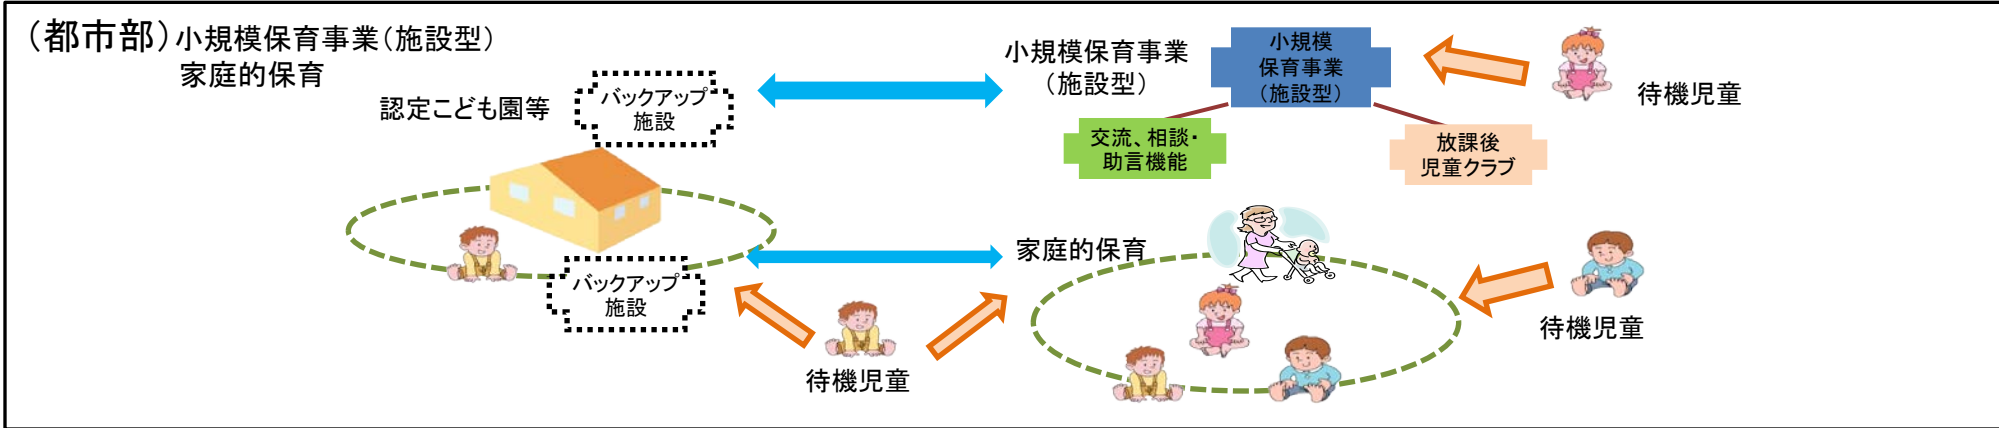 （都市部）小規模保育事業（施設型）
家庭的保育
認定こども園等
バックアップ
施設
小規模保育事業
（施設型）
小規模
保育事業
（施設型）
交流、相談・
助言機能
放課後
児童クラブ
待機児童
バックアップ
施設
家庭的保育
待機児童
待機児童